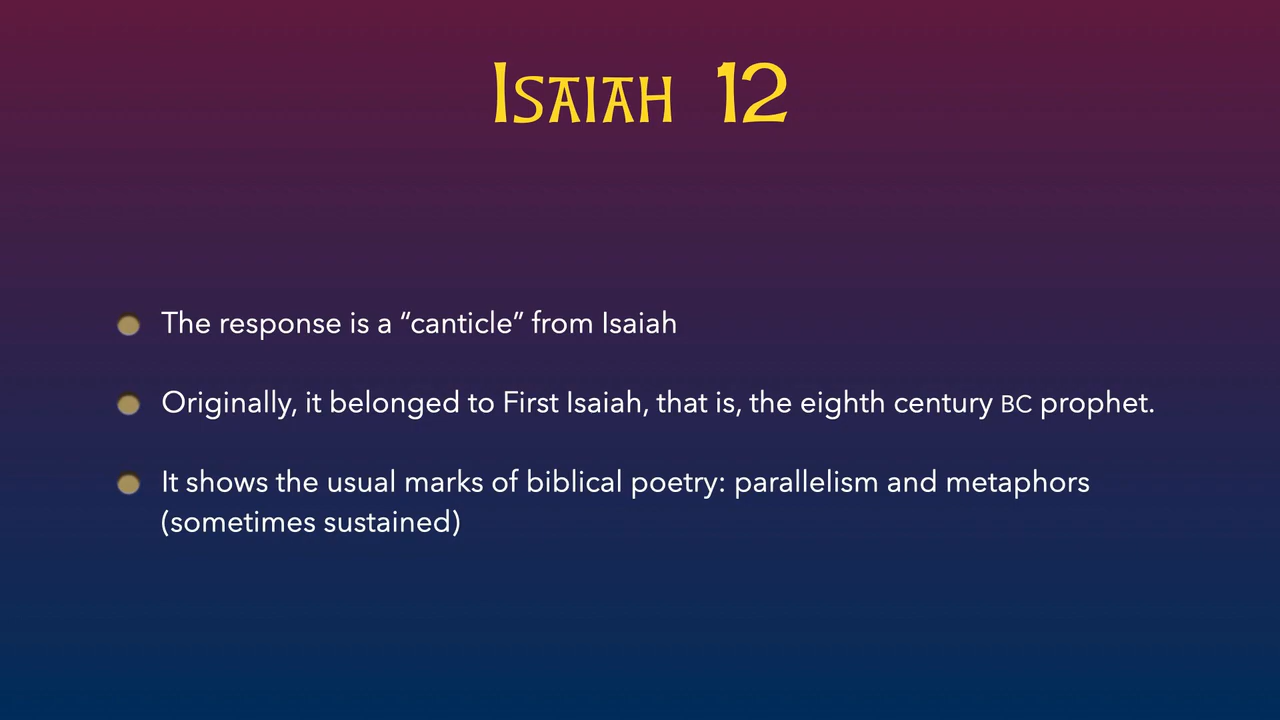 Isaiah 12
The response is a “canticle” from Isaiah
Originally, it belonged to First Isaiah, that is, the eighth century BC prophet.
It shows the usual marks of biblical poetry: parallelism and metaphors
(sometimes sustained)